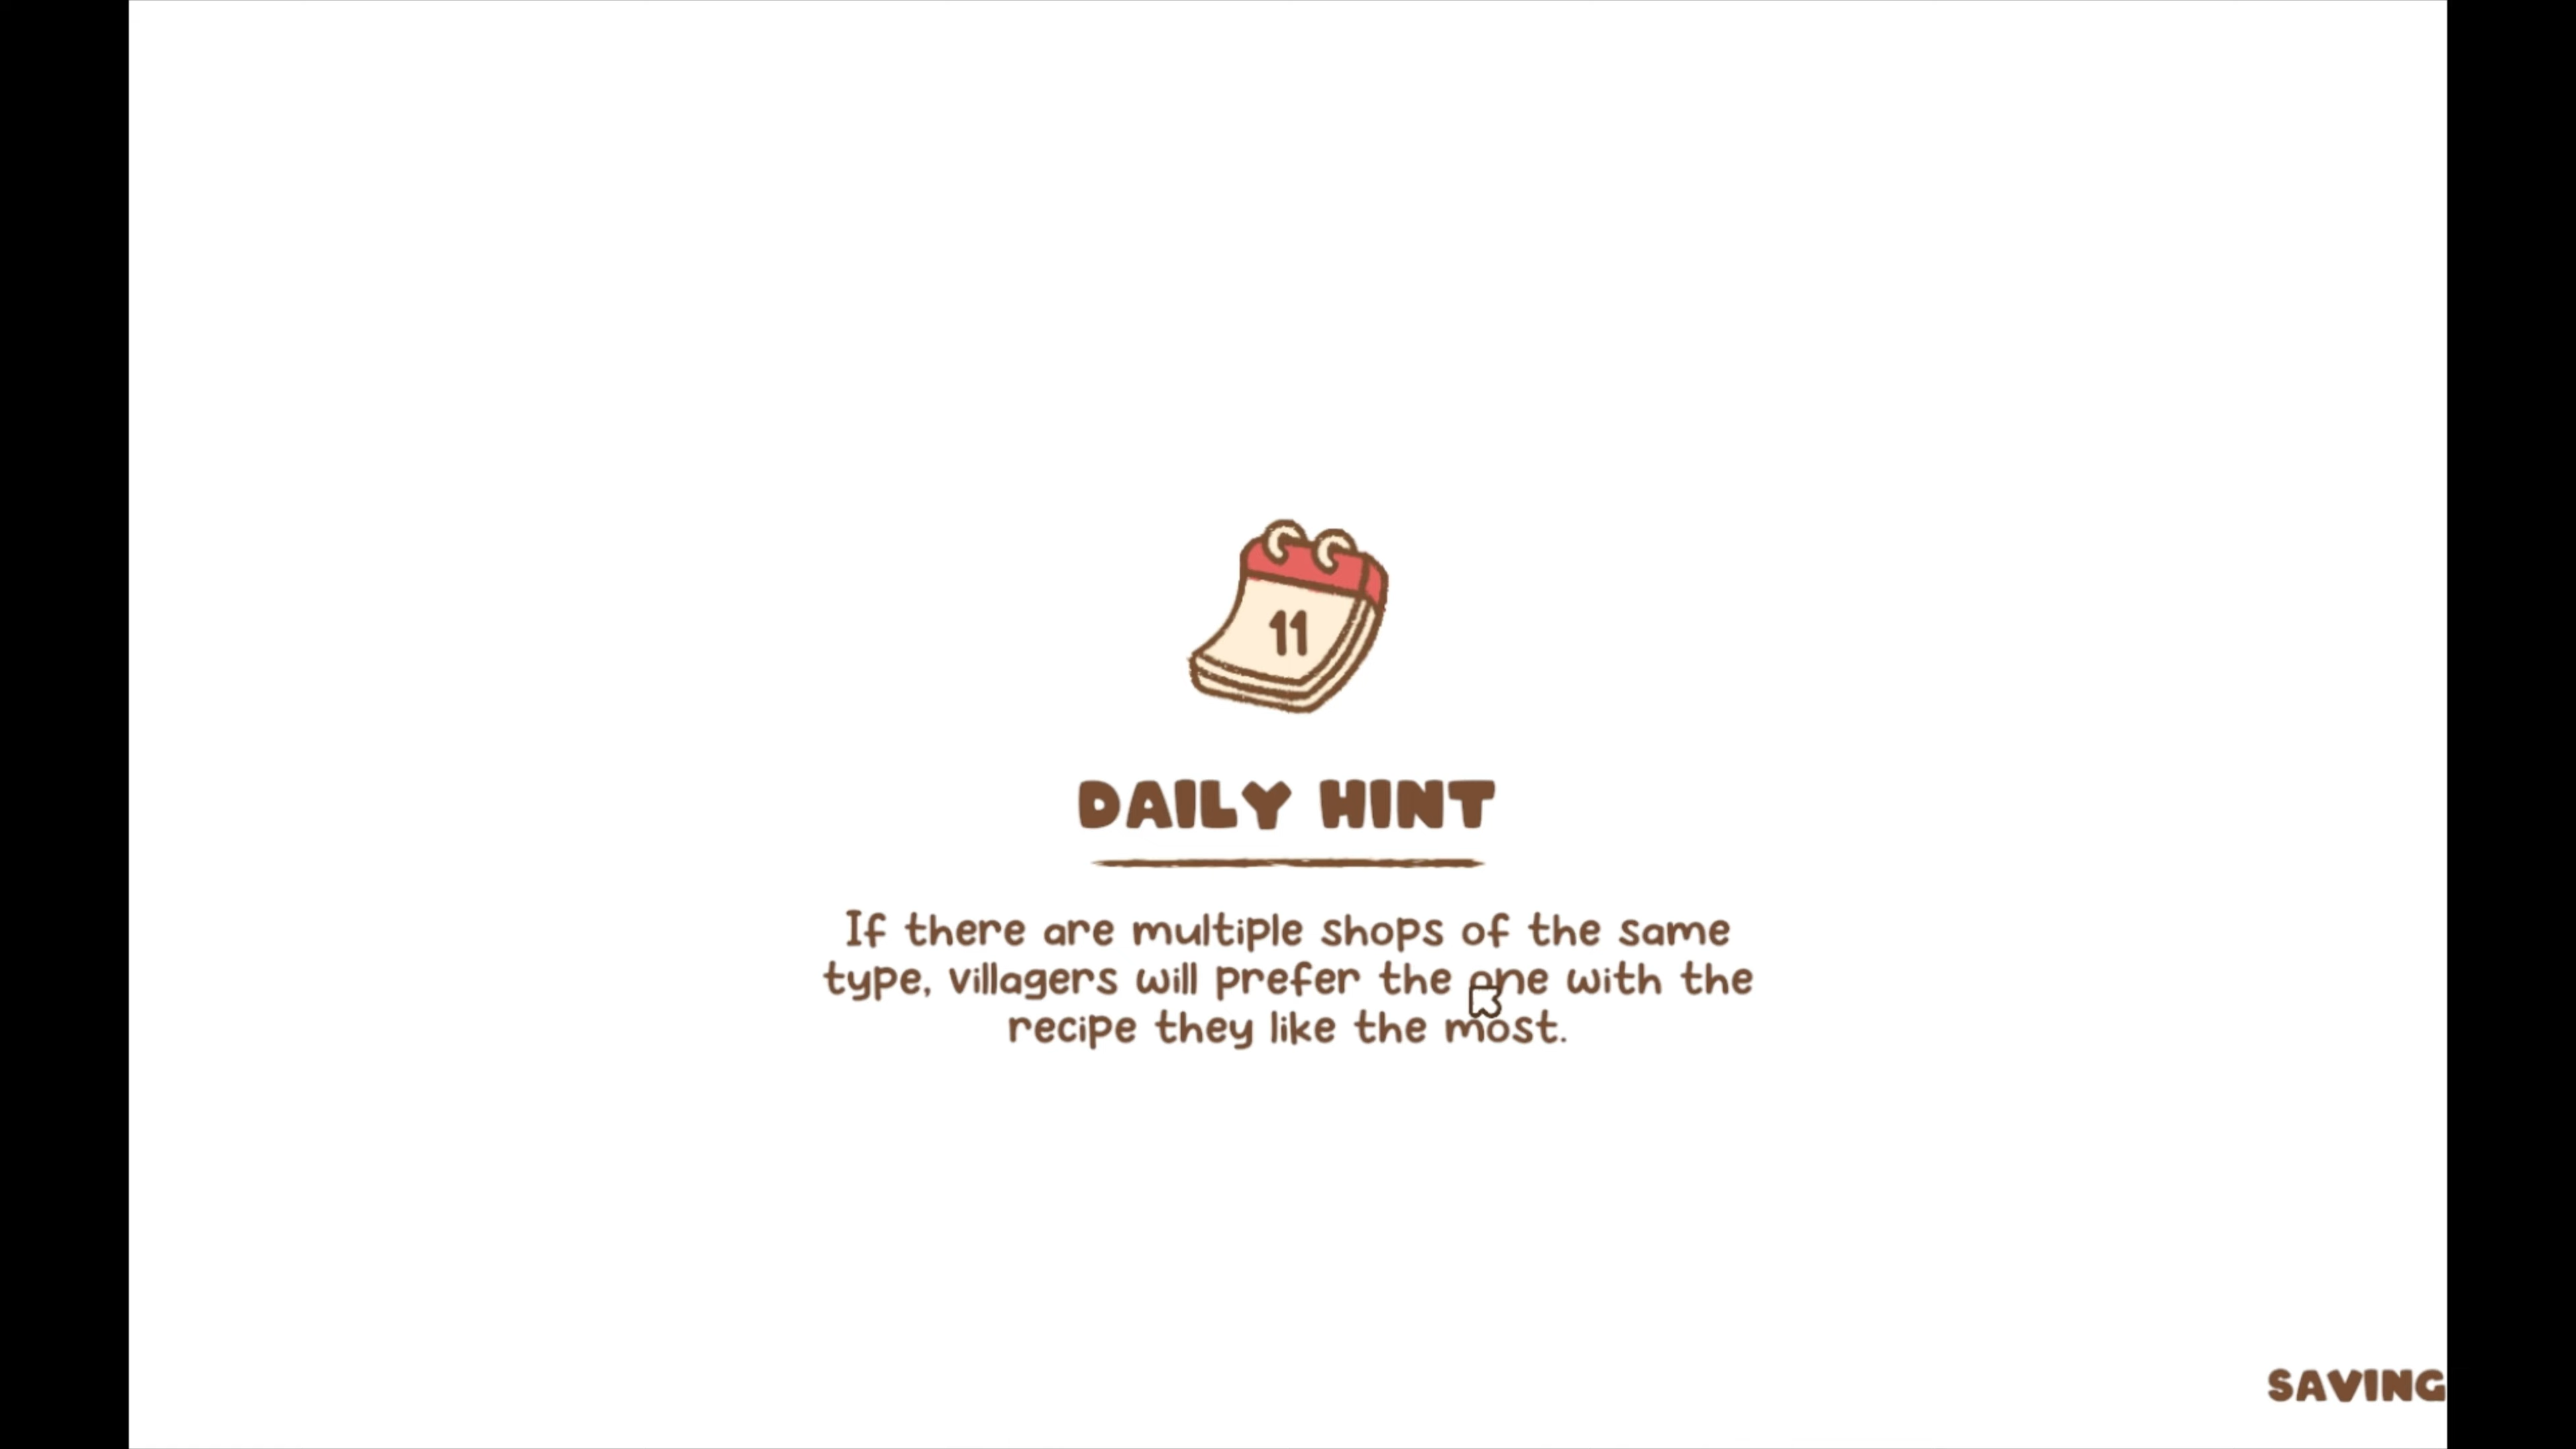 11
DAILY HINT
If there are multiple shops of the same
type, villagers will prefer the one with the
recipe they like the most.
SAVING